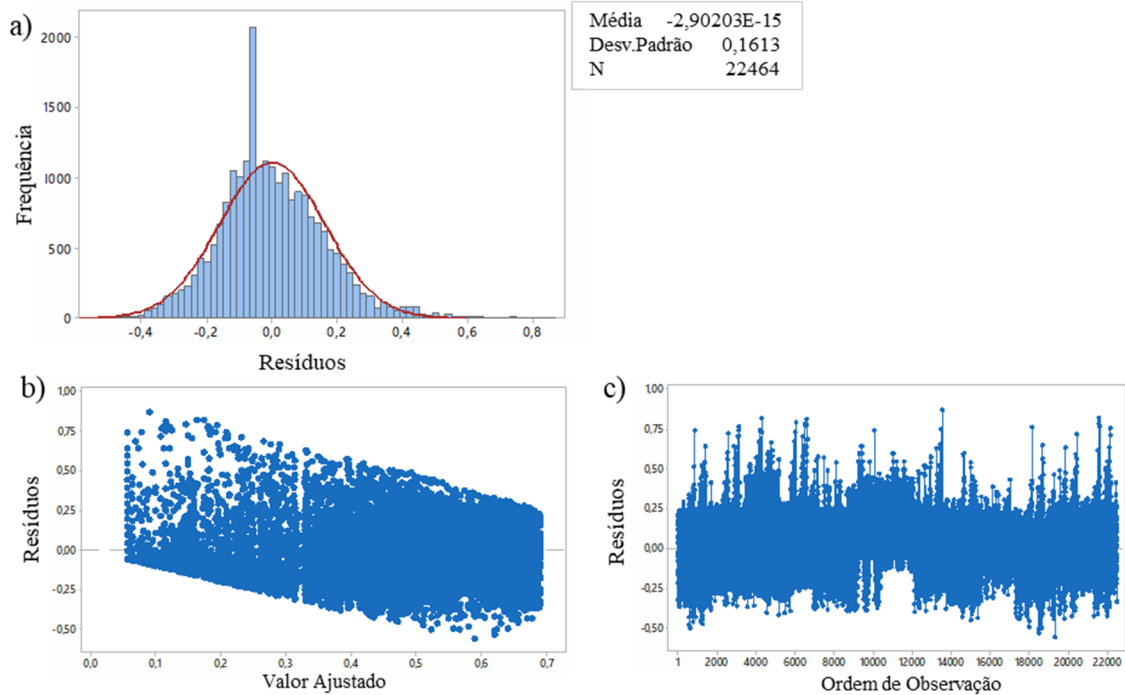 a)
Média -2,90203E-15
Desv.Padrão 0,1613
N 22464
Frequência
2000
1500
1000
500
0
-0,4 -0,2 0,0 0,2 0,4 0,6 0,8
Resíduos
b)
Resíduos
1,00
0,75
0,50
0,25
0,00
-0,25
-0,50
0,0 0,1 0,2 0,3 0,4 0,5 0,6 0,7
Valor Ajustado
c)
Resíduos
1,00
0,75
0,50
0,25
0,00
-0,25
-0,50
1 2000 4000 6000 8000 10000 12000 14000 16000 18000 20000 22000
Ordem de Observação